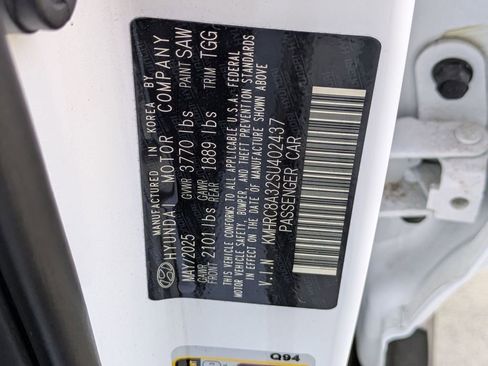 MANUFACTURED IN KOREA BY
HYUNDAI MOTOR COMPANY
MAY/2025 GVWR 3770 lbs PAINT SAW
GAWR FRONT 2101 lbs GAWR REAR 1889 lbs TRIM TGG
THIS VEHICLE CONFORMS TO ALL APPLICABLE U.S.A. FEDERAL
MOTOR VEHICLE SAFETY, BUMPER, AND THEFT PREVENTION STANDARDS
IN EFFECT ON THE DATE OF MANUFACTURE SHOWN ABOVE
V.I.N KMHRC8A32SU402437
PASSENGER CAR
Q94